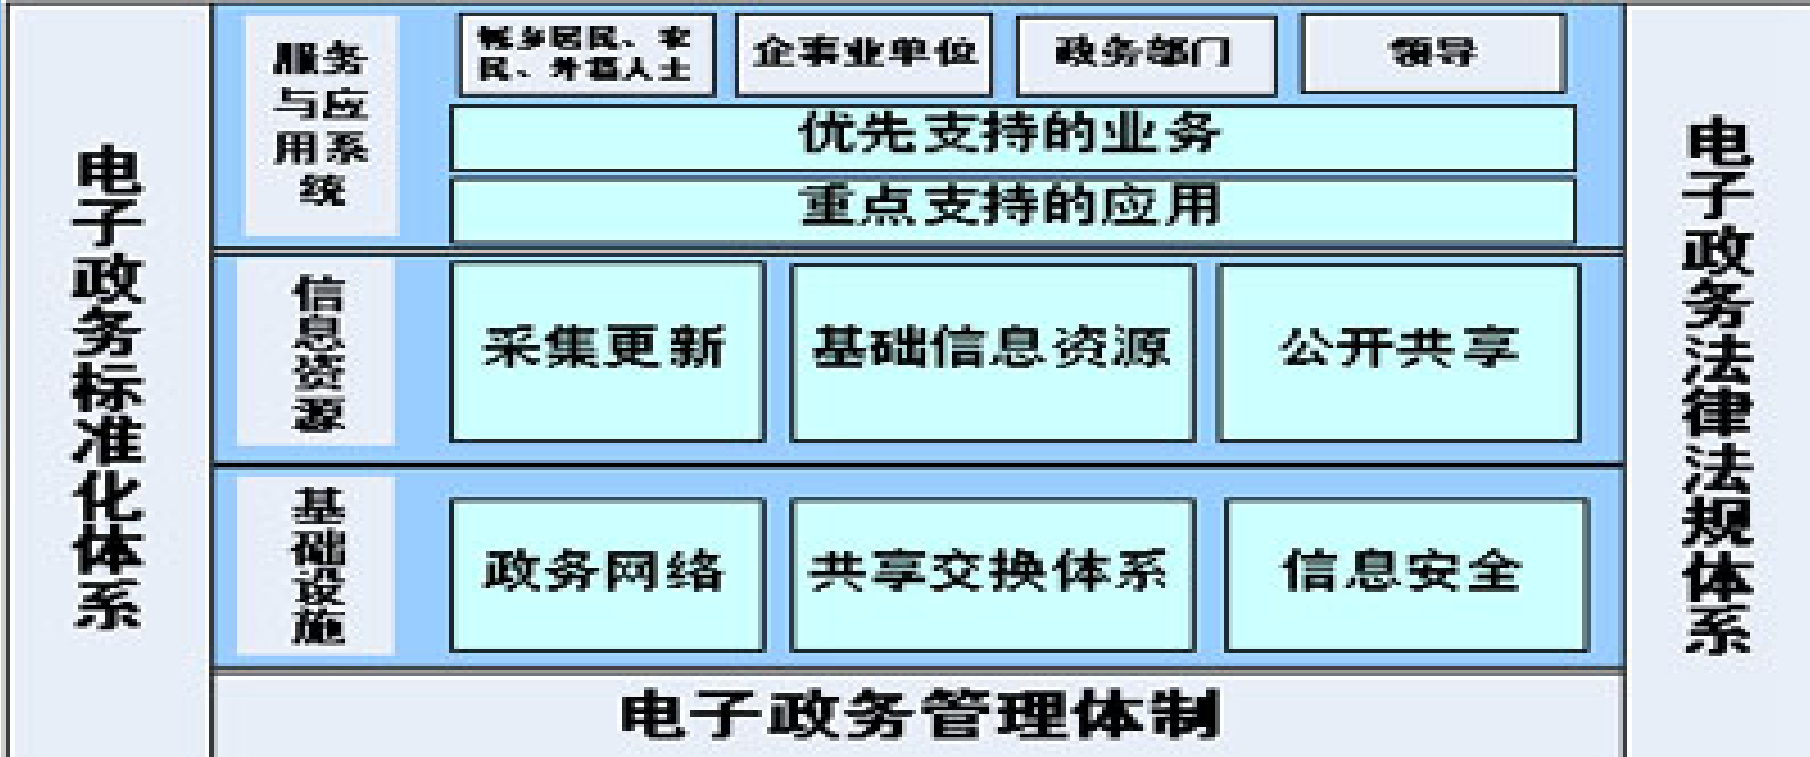 电子政务标准化体系
服务
与应
用系
统
城乡居民、农
民、外籍人士
企事业单位
政务部门
领导
优先支持的业务
重点支持的应用
信息资源
采集更新
基础信息资源
公开共享
基础设施
政务网络
共享交换体系
信息安全
电子政务管理体制
电子政务法律法规体系